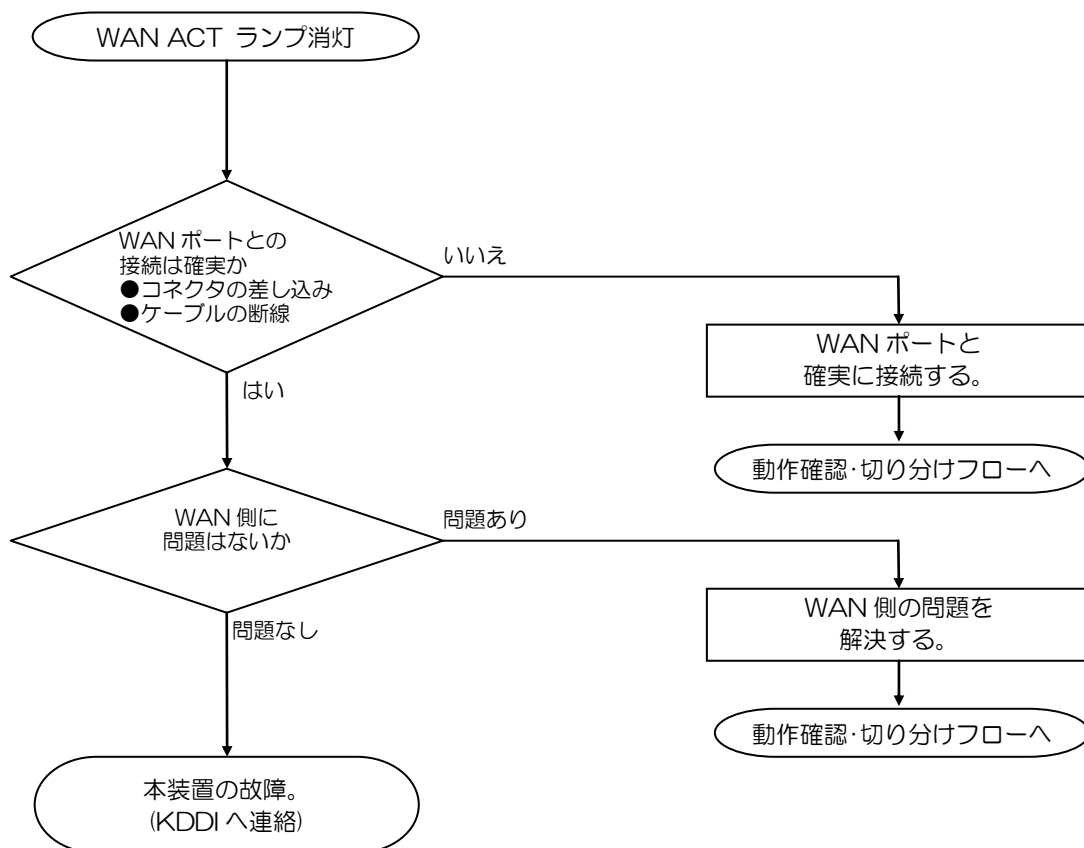 WAN ACT ランプ消灯
WAN ポートとの
接続は確実か
●コネクタの差し込み
●ケーブルの断線
いいえ
WAN ポートと
確実に接続する。
はい
動作確認・切り分けフローへ
WAN 側に
問題はないか
問題あり
WAN 側の問題を
解決する。
問題なし
動作確認・切り分けフローへ
本装置の故障。
(KDDI へ連絡)